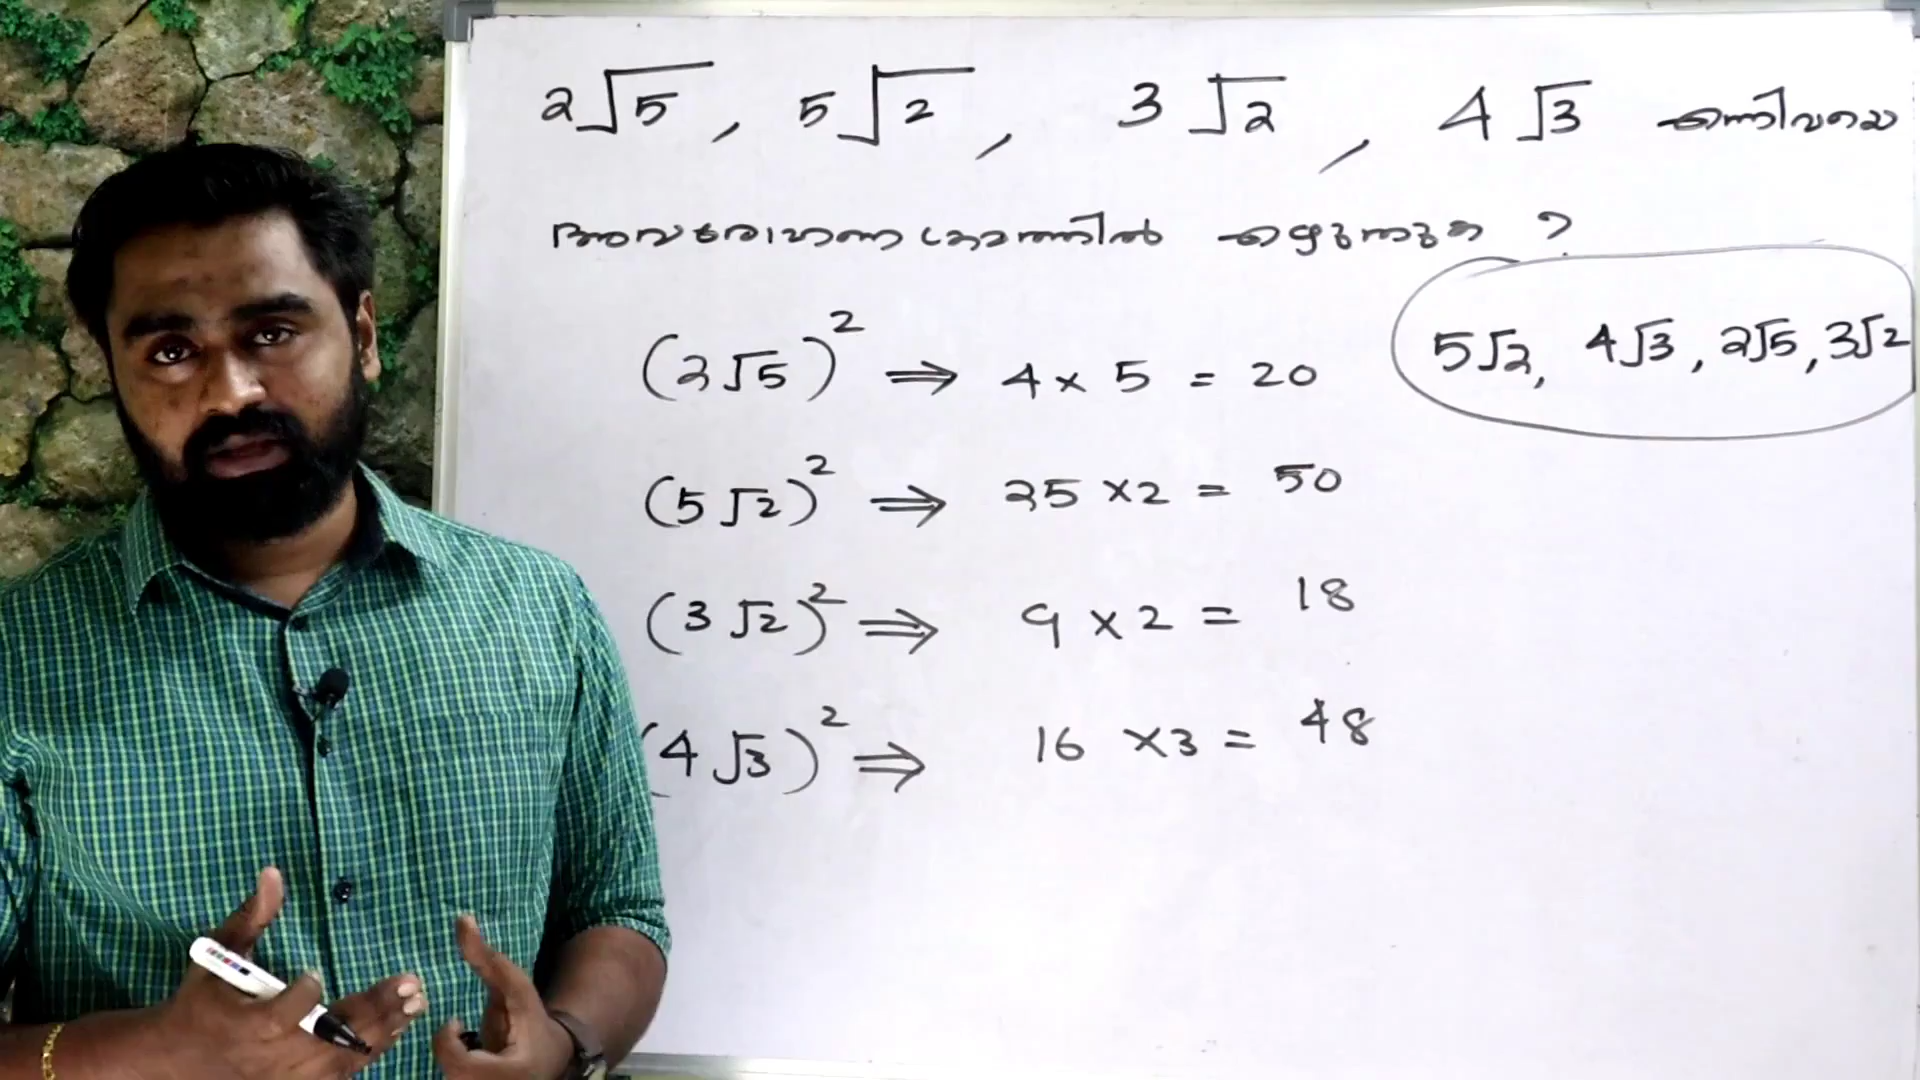 2√5 , 5√2 , 3√2 , 4√3 എന്നിവയെ
അവരോഹണ ക്രമത്തിൽ എഴുതുക ?
5√2, 4√3, 2√5, 3√2
(2√5)² ⇒ 4 × 5 = 20
(5√2)² ⇒ 25 × 2 = 50
(3√2)² ⇒ 9 × 2 = 18
(4√3)² ⇒ 16 × 3 = 48